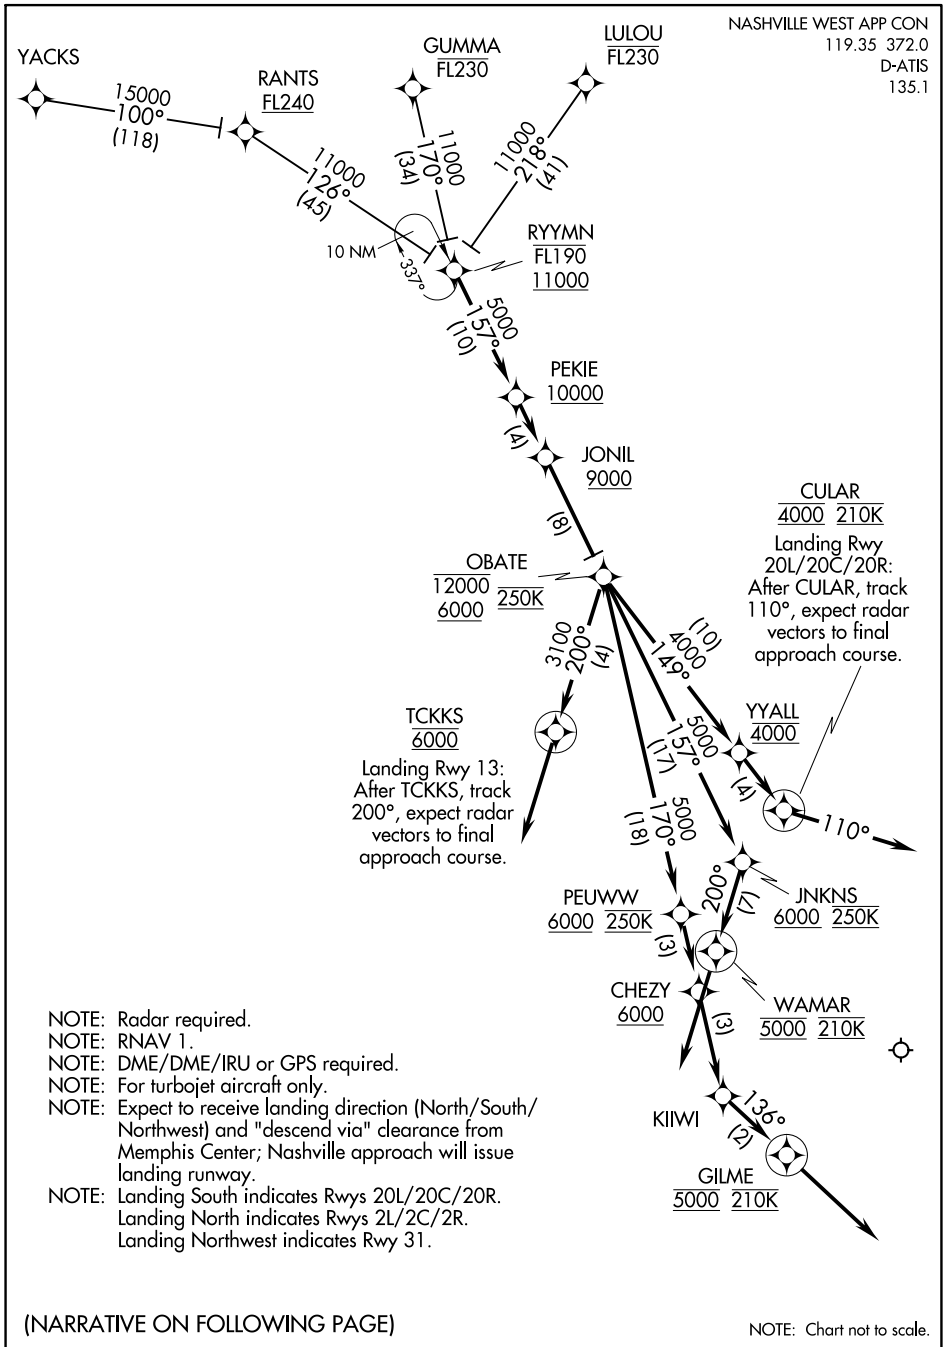 NASHVILLE WEST APP CON
119.35 372.0
D-ATIS
135.1
YACKS
15000
100°
(118)
RANTS
FL240
11000
126°
(45)
GUMMA
FL230
11000
170°
(34)
LULOU
FL230
11000
218°
(41)
10 NM
337°
RYYMN
FL190
11000
5000
157°
(10)
PEKIE
10000
(4)
JONIL
9000
(8)
OBATE
12000
6000 250K
3100
200°
(4)
TCKKS
6000
Landing Rwy 13:
After TCKKS, track
200°, expect radar
vectors to final
approach course.
(10)
4000
149°
YYALL
4000
(4)
CULAR
4000 210K
Landing Rwy
20L/20C/20R:
After CULAR, track
110°, expect radar
vectors to final
approach course.
110°
5000
157°
(17)
5000
170°
(18)
JNKNS
6000 250K
200°
(7)
WAMAR
5000 210K
PEUWW
6000 250K
(3)
CHEZY
6000
(3)
KIIWI
136°
(2)
GILME
5000 210K
NOTE: Radar required.
NOTE: RNAV 1.
NOTE: DME/DME/IRU or GPS required.
NOTE: For turbojet aircraft only.
NOTE: Expect to receive landing direction (North/South/
Northwest) and "descend via" clearance from
Memphis Center; Nashville approach will issue
landing runway.
NOTE: Landing South indicates Rwys 20L/20C/20R.
Landing North indicates Rwys 2L/2C/2R.
Landing Northwest indicates Rwy 31.
(NARRATIVE ON FOLLOWING PAGE)
NOTE: Chart not to scale.